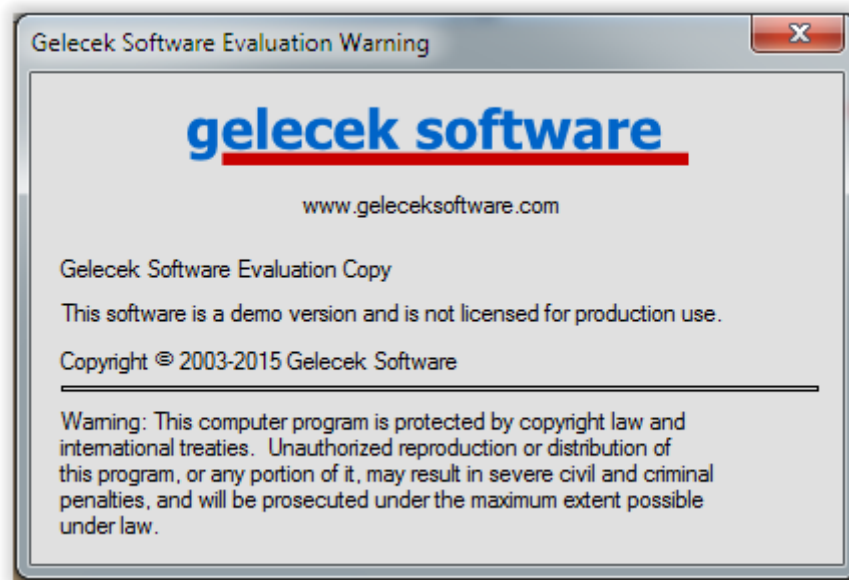 Gelecek Software Evaluation Warning
gelecek software
www.geleceksoftware.com
Gelecek Software Evaluation Copy
This software is a demo version and is not licensed for production use.
Copyright © 2003-2015 Gelecek Software
Warning: This computer program is protected by copyright law and
international treaties.  Unauthorized reproduction or distribution of
this program, or any portion of it, may result in severe civil and criminal
penalties, and will be prosecuted under the maximum extent possible
under law.